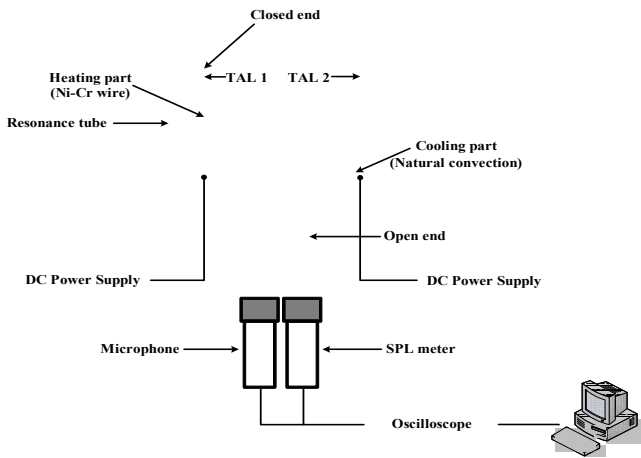 Closed end
TAL 1 TAL 2
Heating part
(Ni-Cr wire)
Resonance tube
Cooling part
(Natural convection)
Open end
DC Power Supply
DC Power Supply
Microphone
SPL meter
Oscilloscope